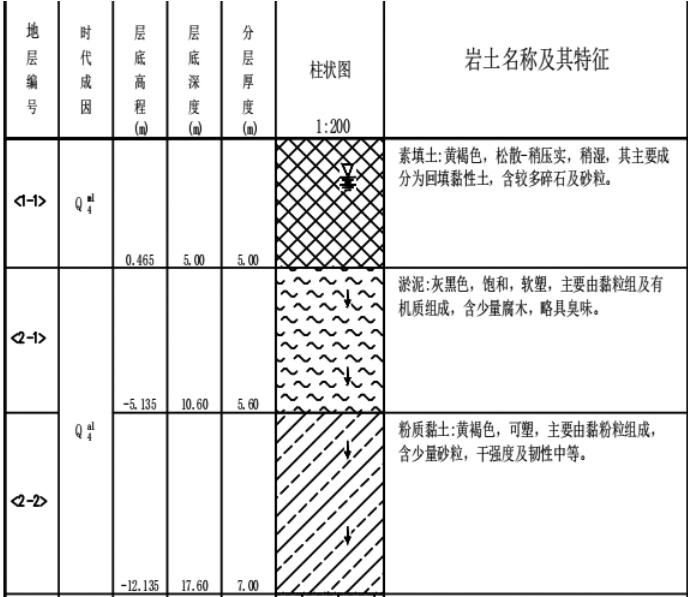 地层编号
时代成因
层底高程(m)
层底深度(m)
分层厚度(m)
柱状图
1:200
岩土名称及其特征
<1-1>
Q4ml
0.465
5.00
5.00
素填土:黄褐色，松散-稍压实，稍湿，其主要成
分为回填黏性土，含较多碎石及砂粒。
<2-1>
-5.135
10.60
5.60
淤泥:灰黑色，饱和，软塑，主要由黏粒组及有
机质组成，含少量腐木，略具臭味。
Q4al
<2-2>
-12.135
17.60
7.00
粉质黏土:黄褐色，可塑，主要由黏粉粒组成，
含少量砂粒，干强度及韧性中等。